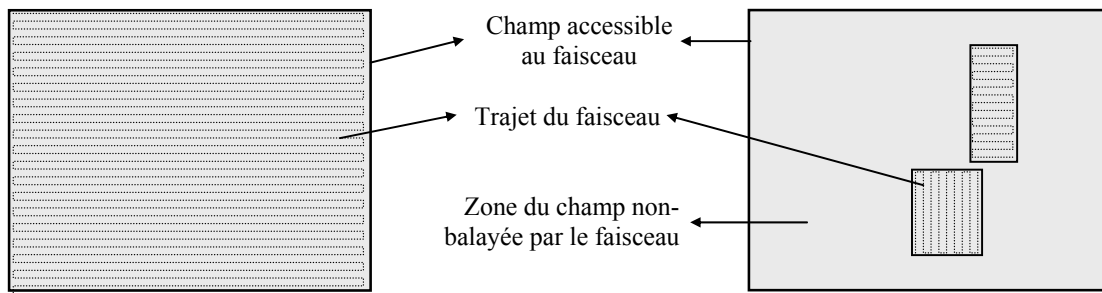 Champ accessible
au faisceau
Trajet du faisceau
Zone du champ non-
balayée par le faisceau